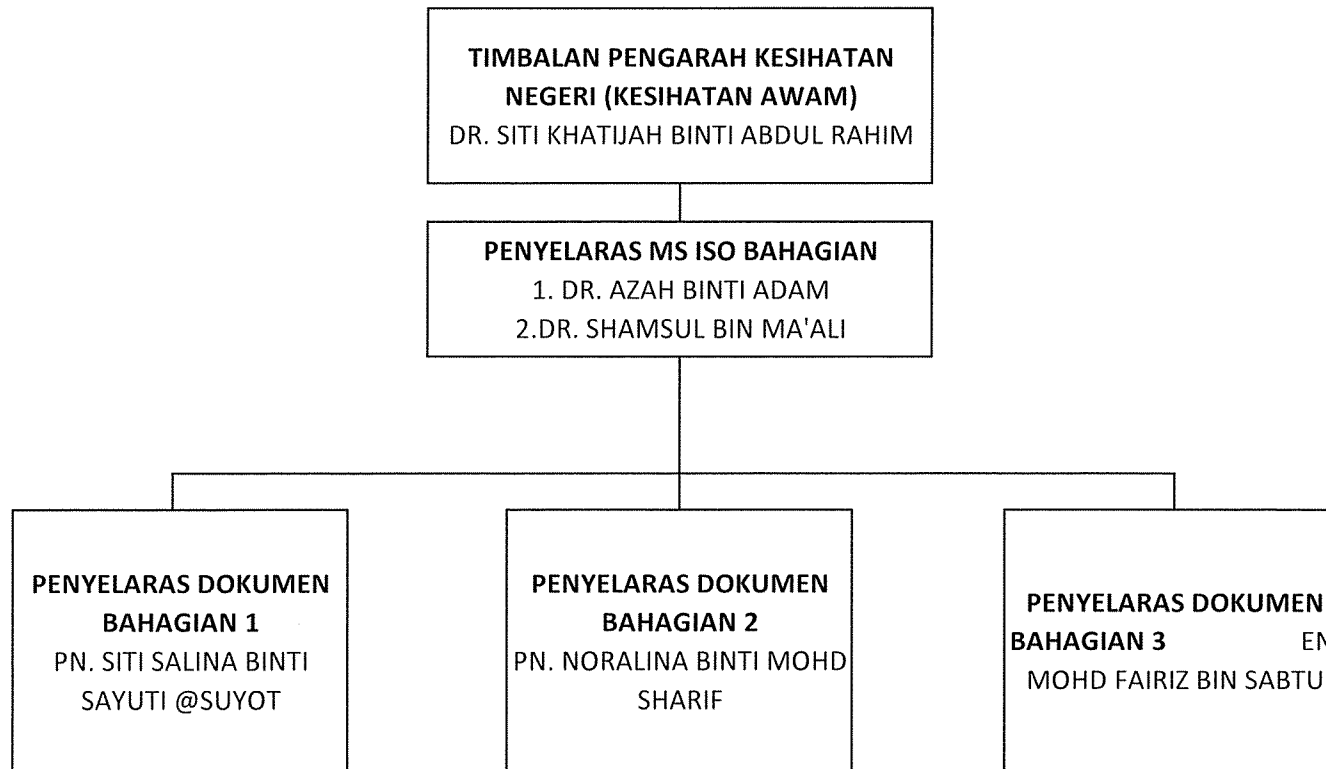 TIMBALAN PENGARAH KESIHATAN
NEGERI (KESIHATAN AWAM)
DR. SITI KHATIJAH BINTI ABDUL RAHIM
PENYELARAS MS ISO BAHAGIAN
1. DR. AZAH BINTI ADAM
2.DR. SHAMSUL BIN MA'ALI
PENYELARAS DOKUMEN
BAHAGIAN 1
PN. SITI SALINA BINTI
SAYUTI @SUYOT
PENYELARAS DOKUMEN
BAHAGIAN 2
PN. NORALINA BINTI MOHD
SHARIF
PENYELARAS DOKUMEN
BAHAGIAN 3 EN
MOHD FAIRIZ BIN SABTU